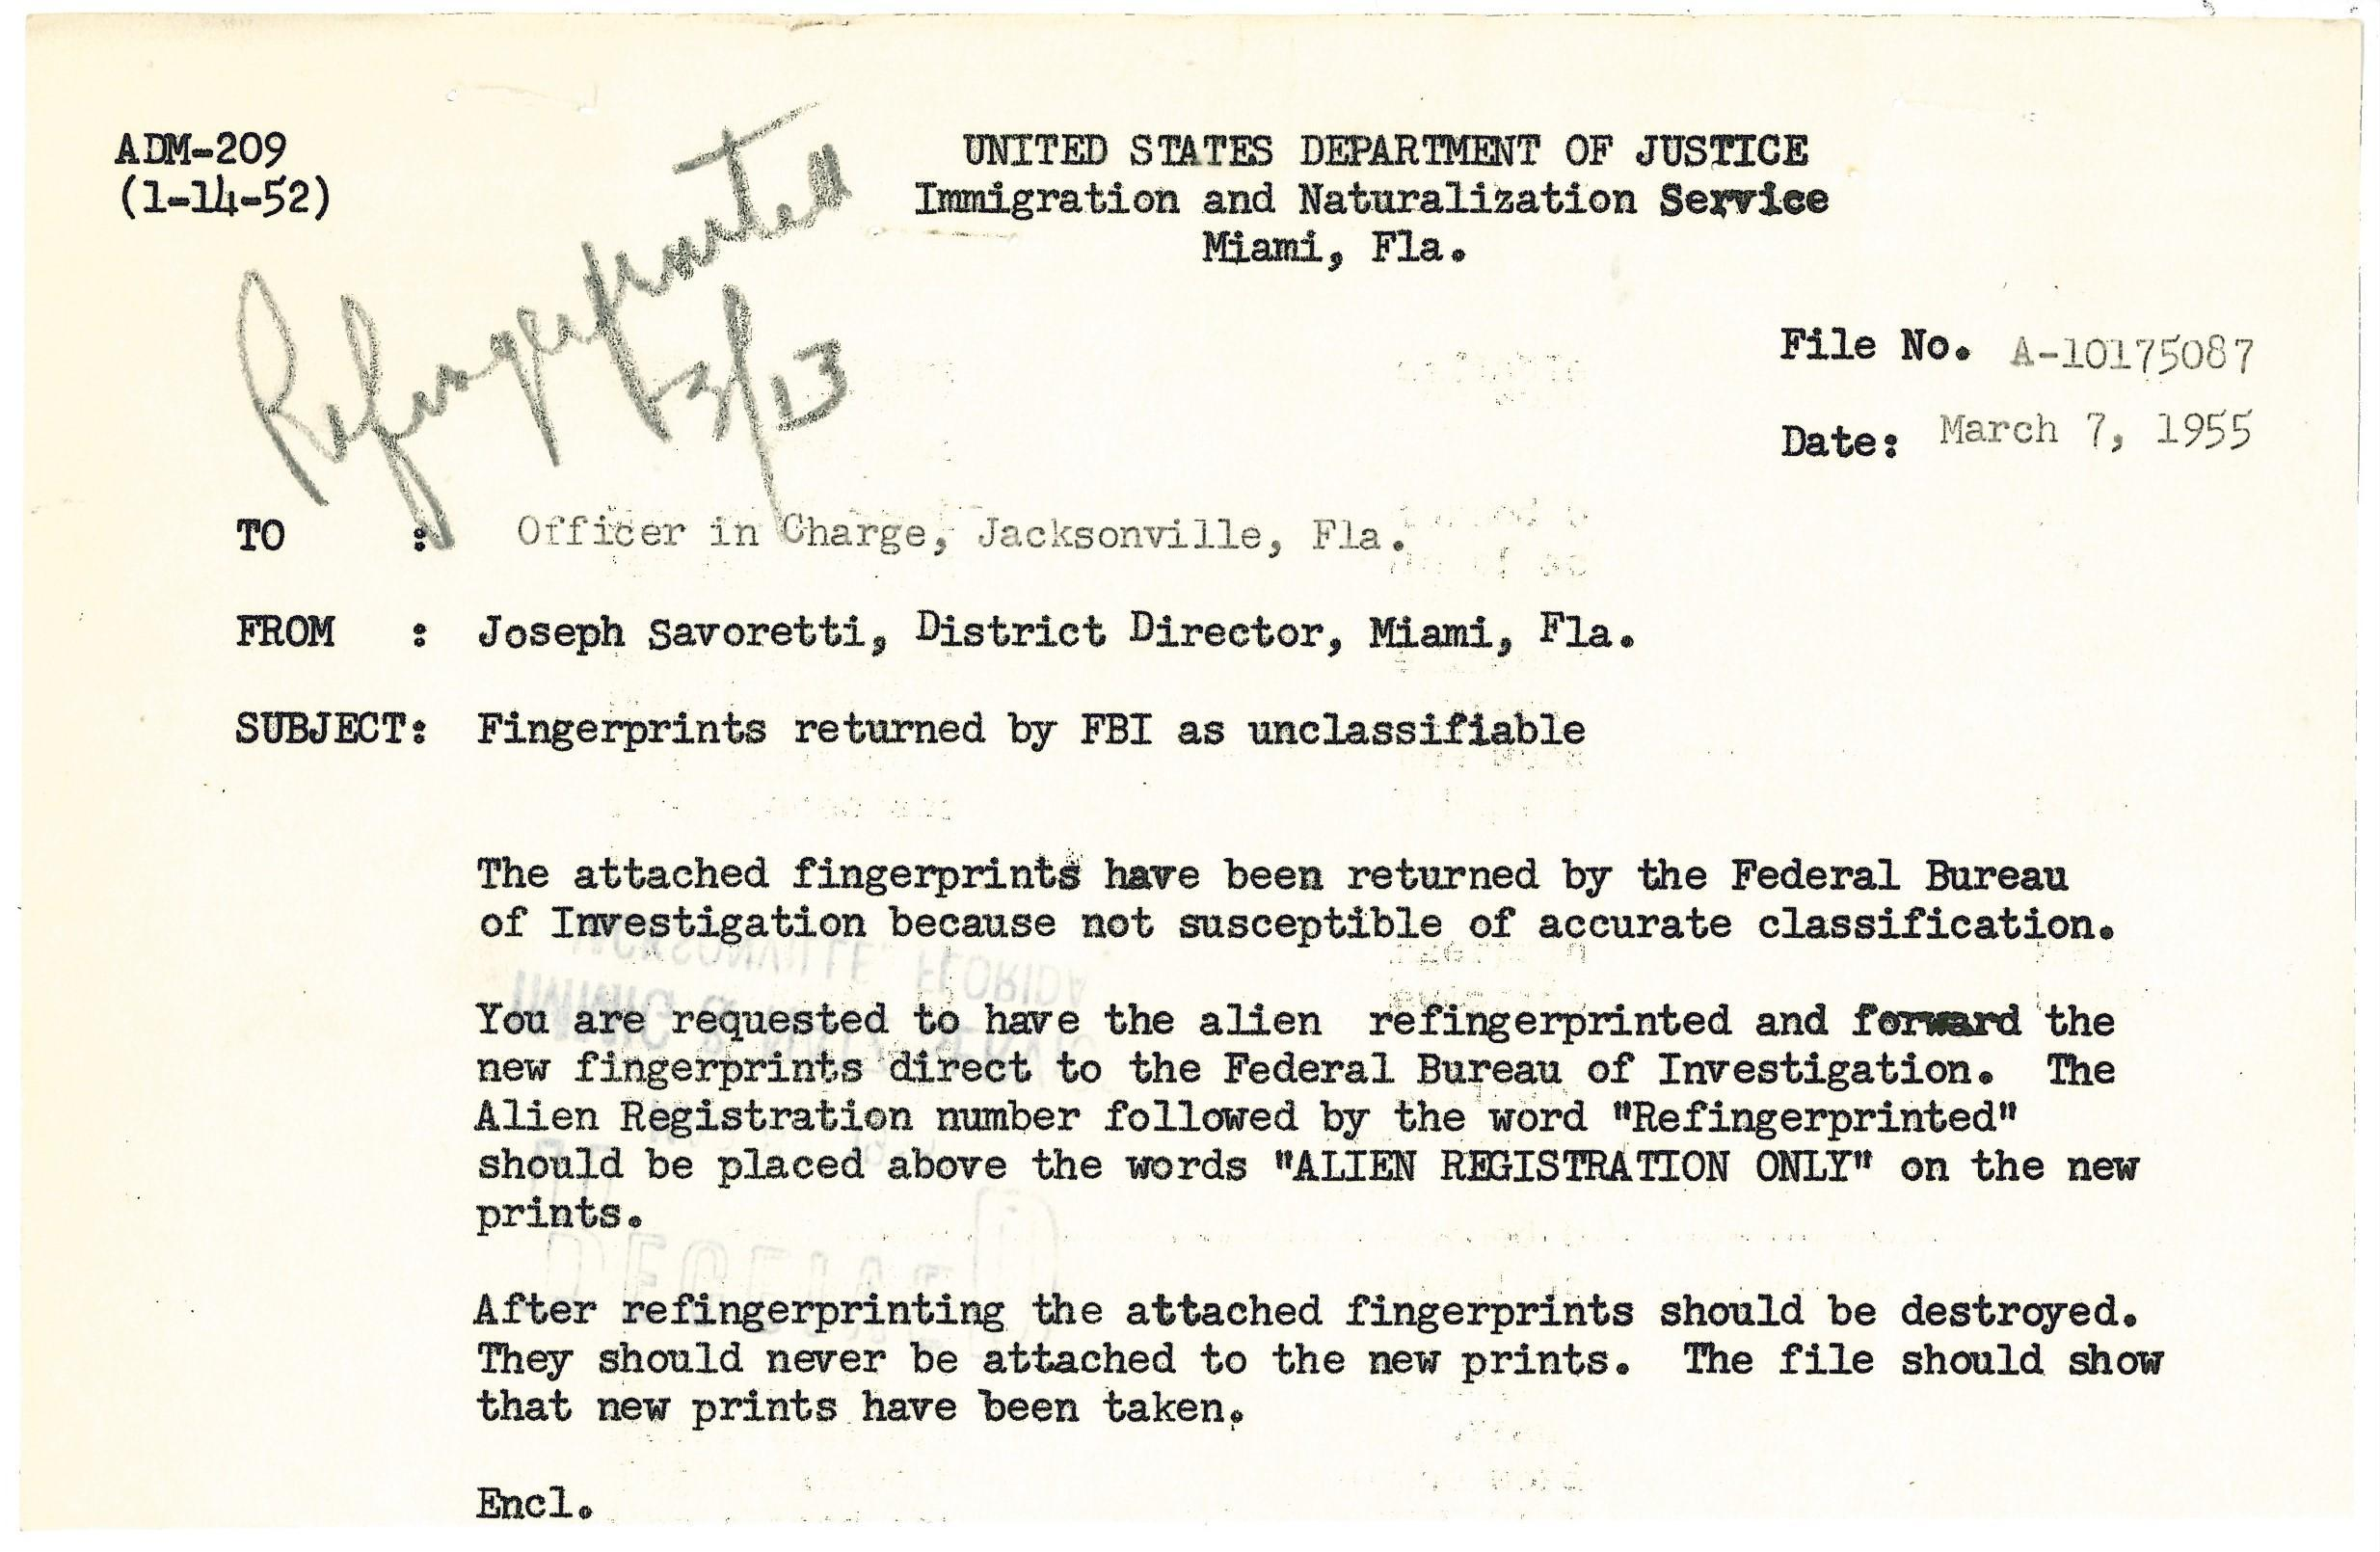 ADM-209
(1-14-52)
UNITED STATES DEPARTMENT OF JUSTICE
Immigration and Naturalization Service
Miami, Fla.
Refingerprinted
3/13
File No. A-10175087
Date: March 7, 1955
TO : Officer in Charge, Jacksonville, Fla.
FROM : Joseph Savoretti, District Director, Miami, Fla.
SUBJECT: Fingerprints returned by FBI as unclassifiable
The attached fingerprints have been returned by the Federal Bureau
of Investigation because not susceptible of accurate classification.
You are requested to have the alien refingerprinted and forward the
new fingerprints direct to the Federal Bureau of Investigation. The
Alien Registration number followed by the word "Refingerprinted"
should be placed above the words "ALIEN REGISTRATION ONLY" on the new
prints.
After refingerprinting the attached fingerprints should be destroyed.
They should never be attached to the new prints. The file should show
that new prints have been taken.
Encl.